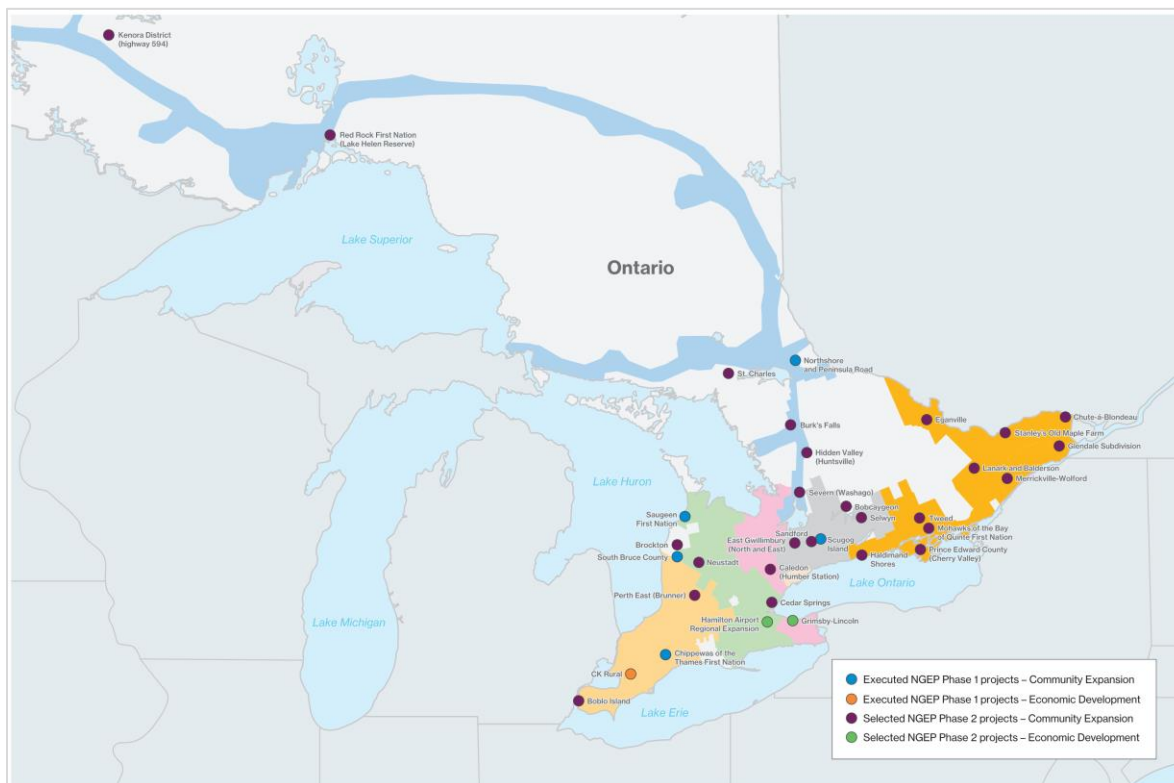 Kenora District
(highway 594)
Red Rock First Nation
(Lake Helen Reserve)
Lake Superior
Ontario
Northshore
and Peninsula Road
St. Charles
Burk's Falls
Hidden Valley
(Huntsville)
Eganville
Chute-à-Blondeau
Stanley's Old Maple Farm
Glendale Subdivision
Lanark and Balderson
Merrickville-Wolford
Lake Huron
Severn (Washago)
Bobcaygeon
Selwyn
Saugeen
First Nation
Tweed
Mohawks of the Bay
of Quinte First Nation
Sandford
East Gwillimbury
(North and East)
Scugog
Island
Brockton
South Bruce County
Neustadt
Haldimand
Shores
Prince Edward County
(Cherry Valley)
Caledon
(Humber Station)
Lake Ontario
Perth East (Brunner)
Cedar Springs
Lake Michigan
Hamilton Airport
Regional Expansion
Grimsby-Lincoln
Chippewas of the
Thames First Nation
CK Rural
Boblo Island
Lake Erie
Executed NGEP Phase 1 projects – Community Expansion
Executed NGEP Phase 1 projects – Economic Development
Selected NGEP Phase 2 projects – Community Expansion
Selected NGEP Phase 2 projects – Economic Development